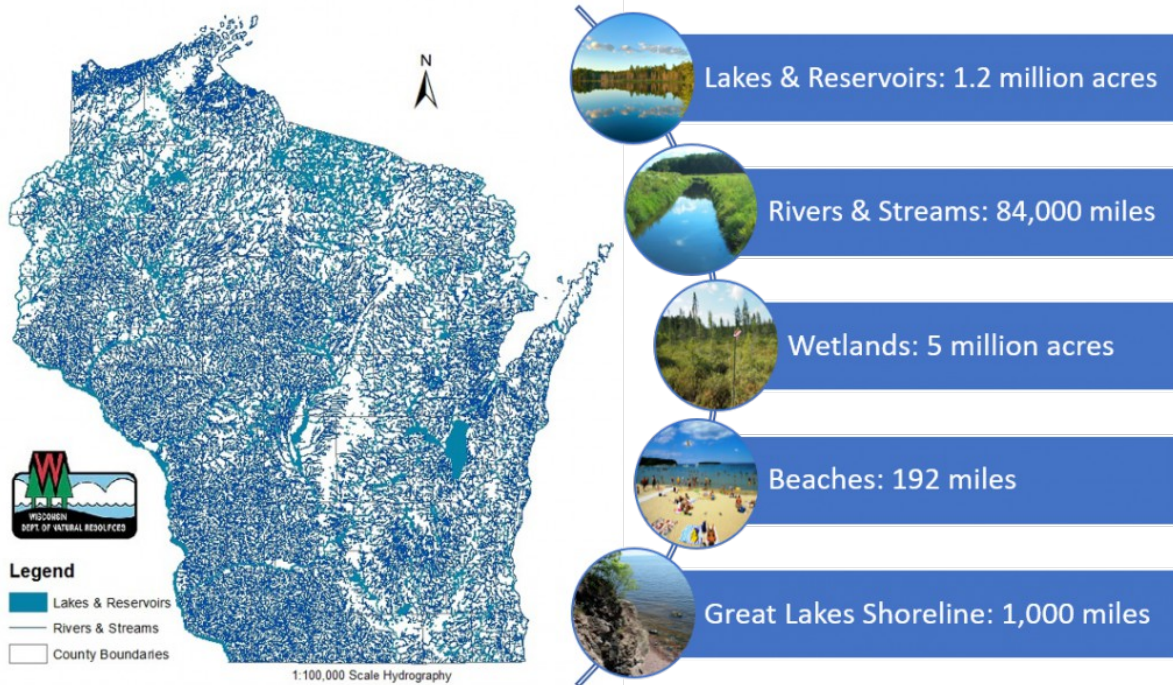 N
WISCONSIN
DEPT. OF NATURAL RESOURCES
Legend
Lakes & Reservoirs
Rivers & Streams
County Boundaries
1:100,000 Scale Hydrography
Lakes & Reservoirs: 1.2 million acres
Rivers & Streams: 84,000 miles
Wetlands: 5 million acres
Beaches: 192 miles
Great Lakes Shoreline: 1,000 miles